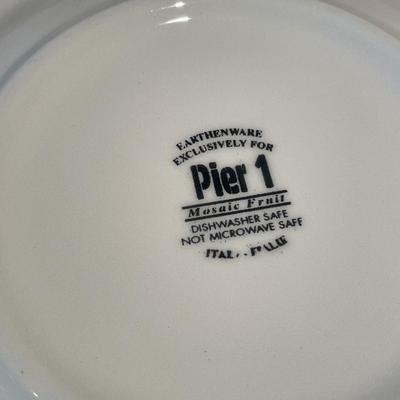 EARTHENWARE
EXCLUSIVELY FOR
Pier 1
Mosaic Fruit
DISHWASHER SAFE
NOT MICROWAVE SAFE